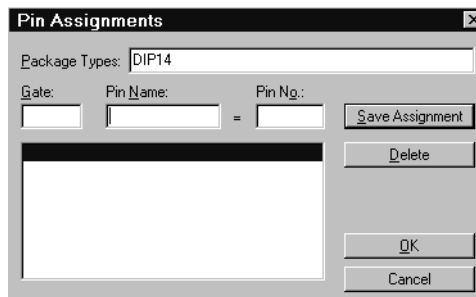 Pin Assignments
Package Types: DIP14
Gate: Pin Name: Pin No.:
= Save Assignment
Delete
OK
Cancel